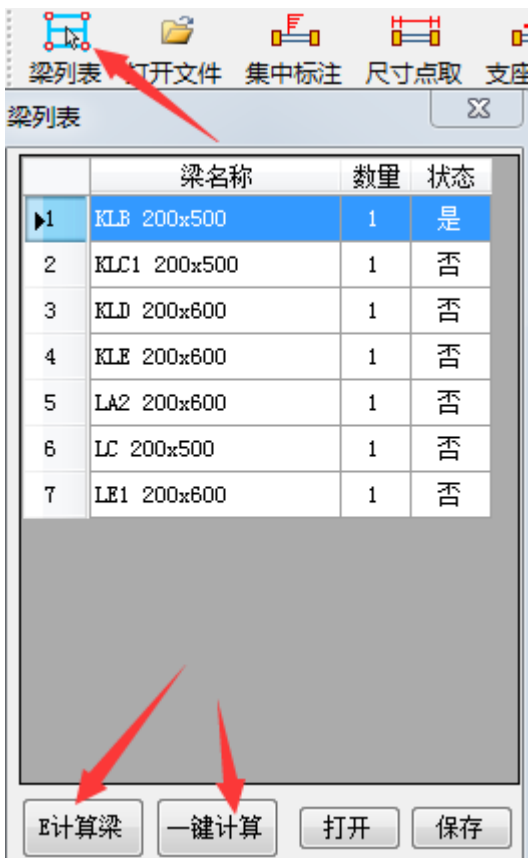 梁列表 打开文件 集中标注 尺寸点取
梁列表
梁名称 数量 状态
1 KLB 200x500 1 是
2 KLC1 200x500 1 否
3 KLD 200x600 1 否
4 KLE 200x600 1 否
5 LA2 200x600 1 否
6 LC 200x500 1 否
7 LE1 200x600 1 否
E计算梁 一键计算 打开 保存